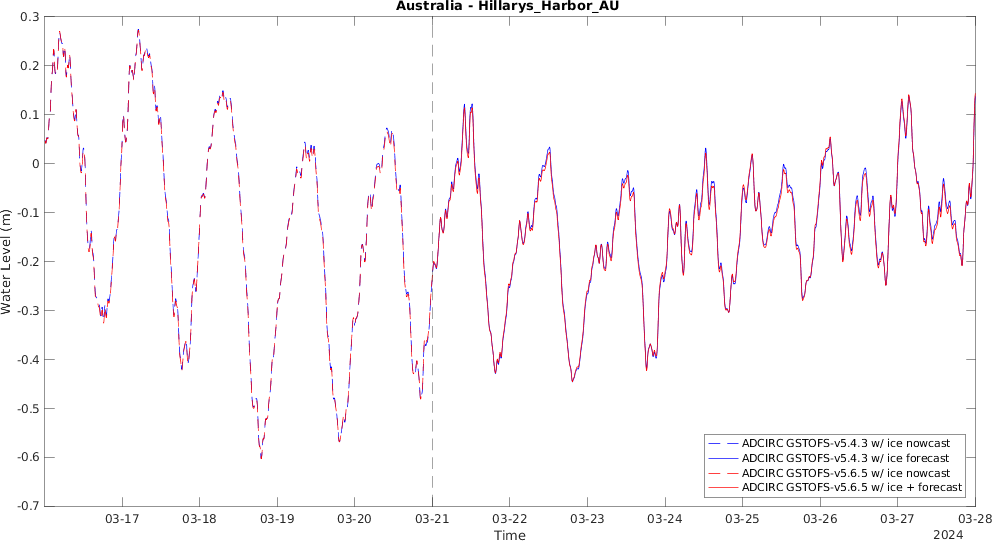 Australia - Hillarys_Harbor_AU
0.3
0.2
0.1
0
-0.1
-0.2
-0.3
-0.4
-0.5
-0.6
-0.7
Water Level (m)
ADCIRC GSTOFS-v5.4.3 w/ ice nowcast
ADCIRC GSTOFS-v5.4.3 w/ ice forecast
ADCIRC GSTOFS-v5.6.5 w/ ice nowcast
ADCIRC GSTOFS-v5.6.5 w/ ice + forecast
03-17 03-18 03-19 03-20 03-21 03-22 03-23 03-24 03-25 03-26 03-27 03-28
Time
2024